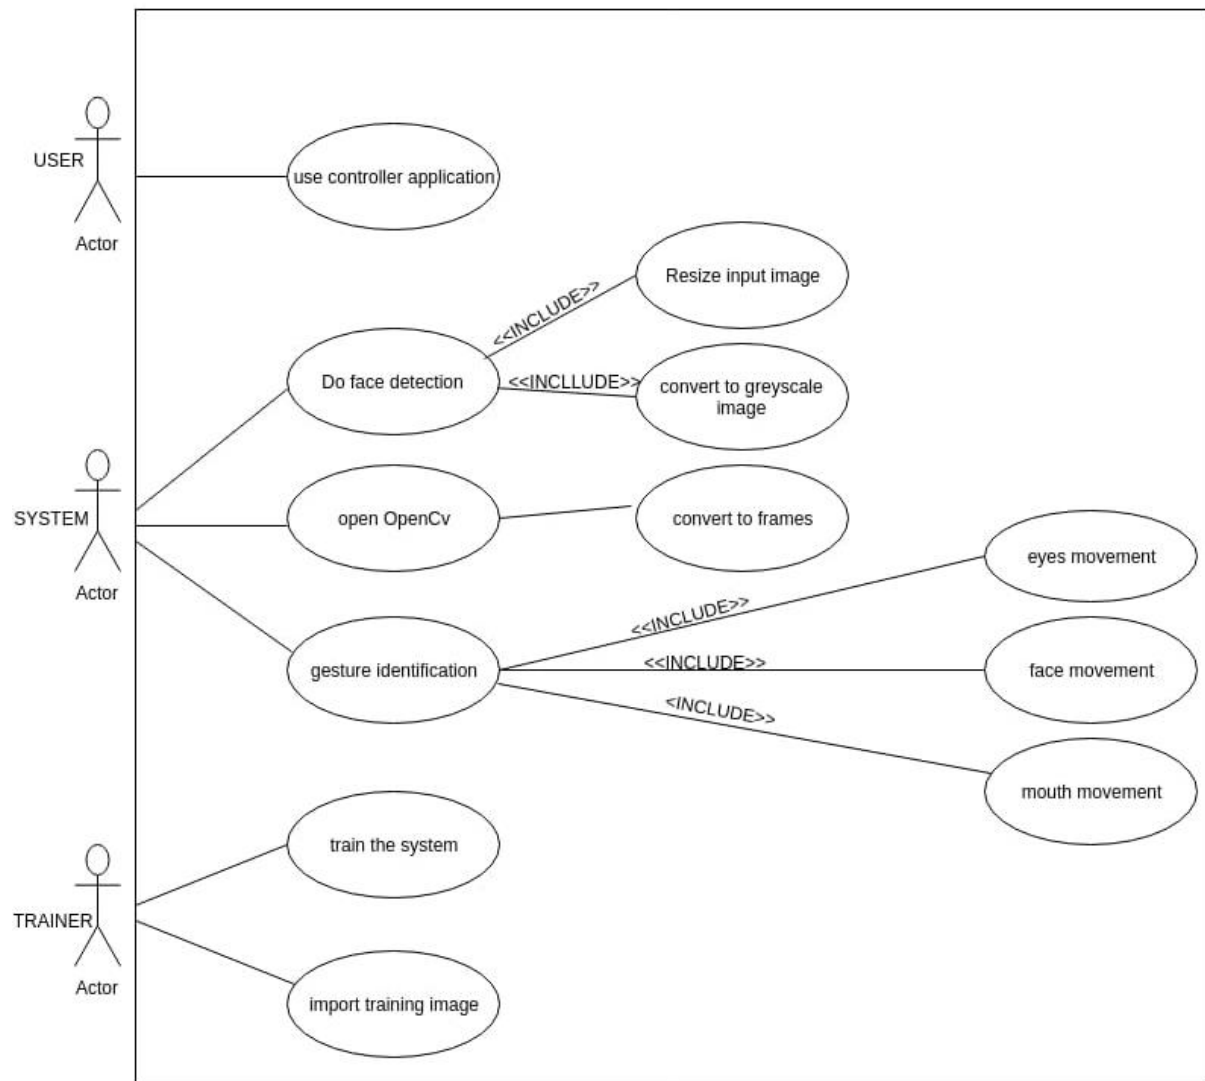 USER
Actor
use controller application
Resize input image
<<INCLUDE>>
Do face detection
<<INCLLUDE>>
convert to greyscale
image
SYSTEM
Actor
open OpenCv
convert to frames
eyes movement
<<INCLUDE>>
gesture identification
<<INCLUDE>>
face movement
<INCLUDE>>
mouth movement
train the system
TRAINER
Actor
import training image